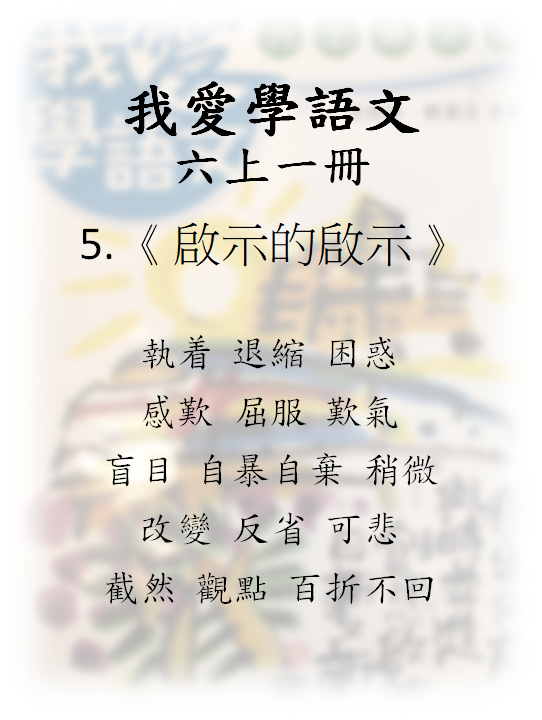 我愛學語文
六上一冊
5.《 啟示的啟示 》
執着 退縮 困惑
感歎 屈服 歎氣
盲目 自暴自棄 稍微
改變 反省 可悲
截然 觀點 百折不回